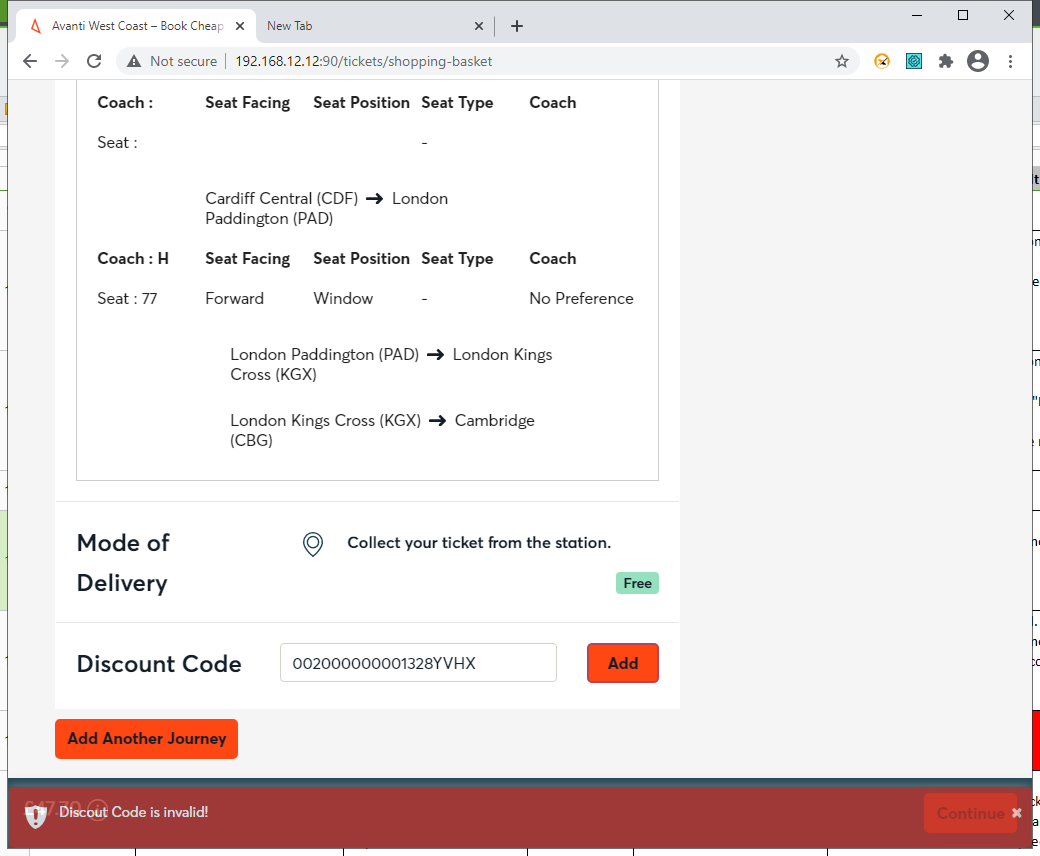 Avanti West Coast – Book Cheap
New Tab
Not secure
192.168.12.12:90/tickets/shopping-basket
Coach : Seat Facing Seat Position Seat Type Coach
Seat : -
Cardiff Central (CDF) → London
Paddington (PAD)
Coach : H Seat Facing Seat Position Seat Type Coach
Seat : 77 Forward Window - No Preference
London Paddington (PAD) → London Kings
Cross (KGX)
London Kings Cross (KGX) → Cambridge
(CBG)
Mode of
Delivery
Collect your ticket from the station.
Free
Discount Code 002000000001328YVHX Add
Add Another Journey
Discout Code is invalid!
Continue